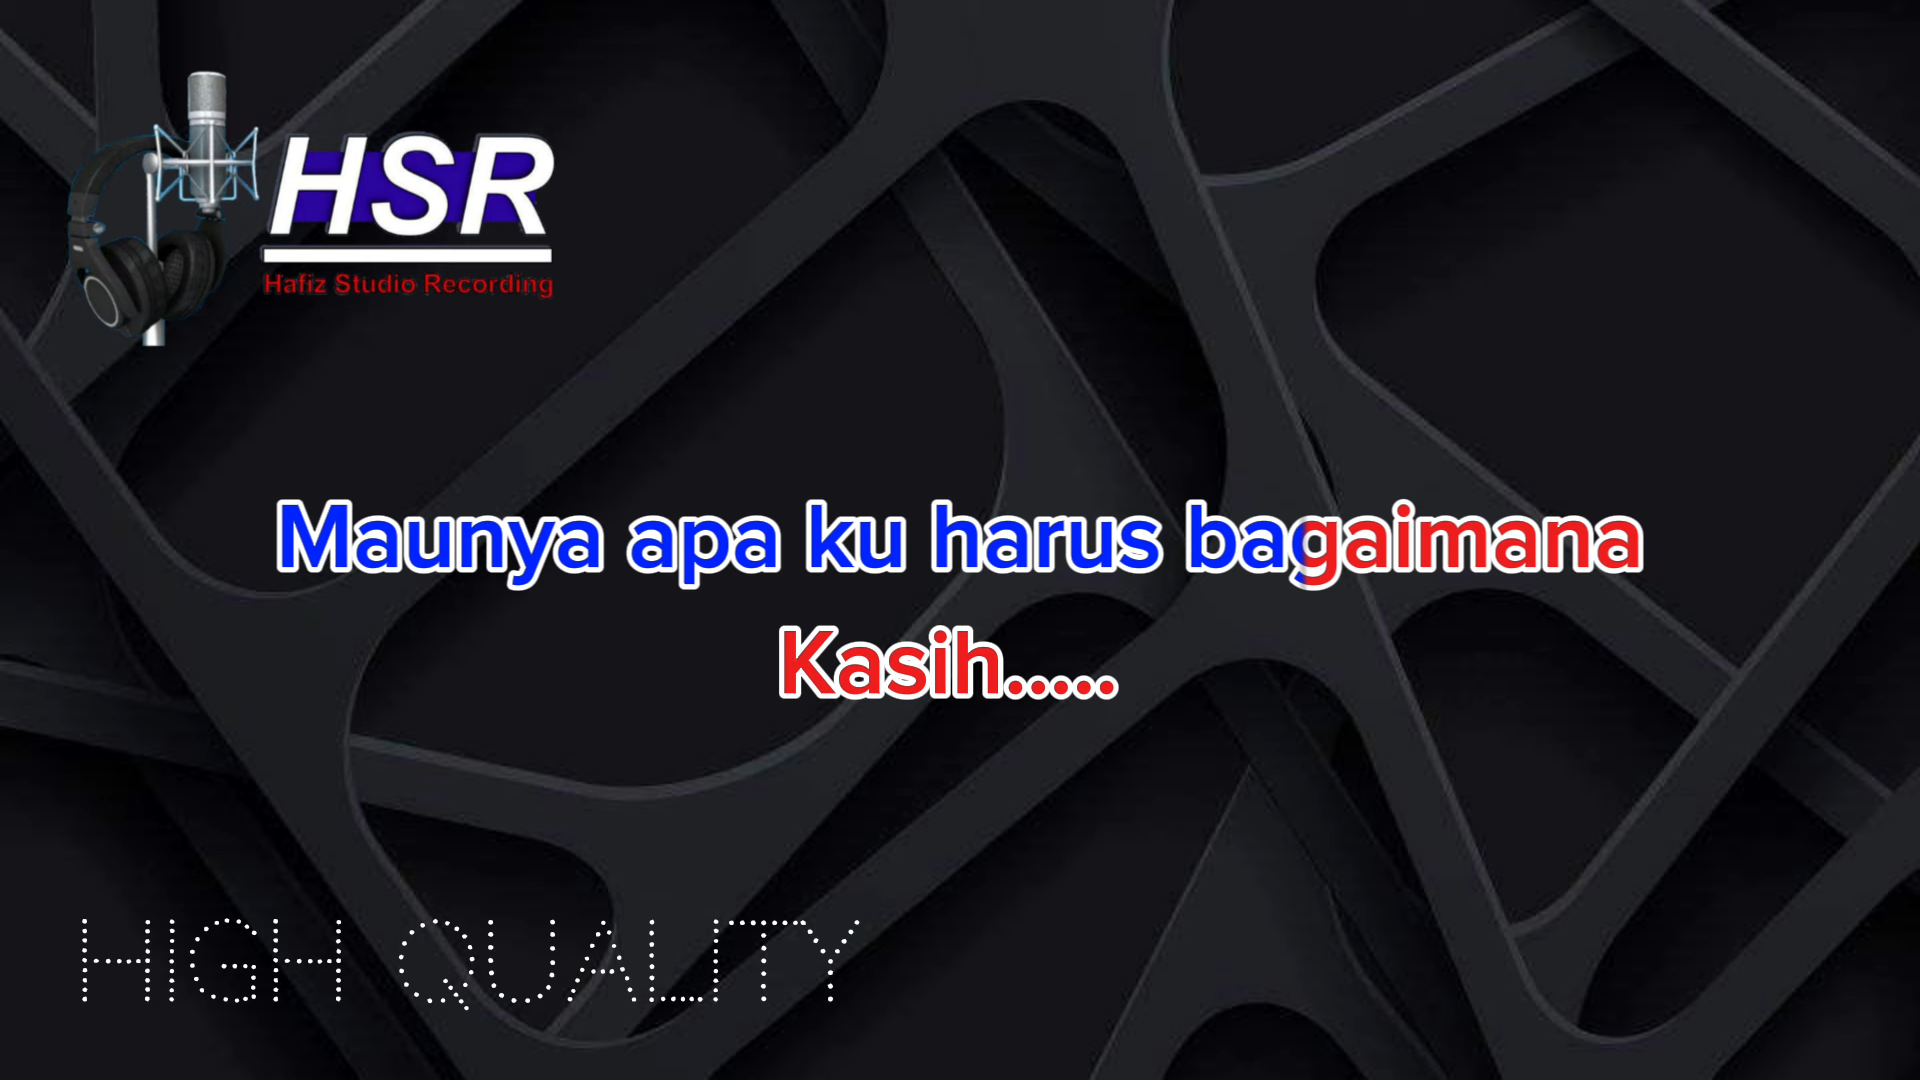 HSR
Hafiz Studio Recording
Maunya apa ku harus bagaimana
Kasih.....
HIGH QUALITY